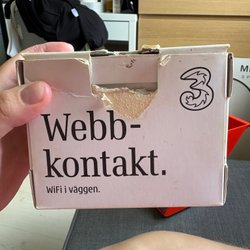 3
Webb-
kontakt.
WiFi i väggen.